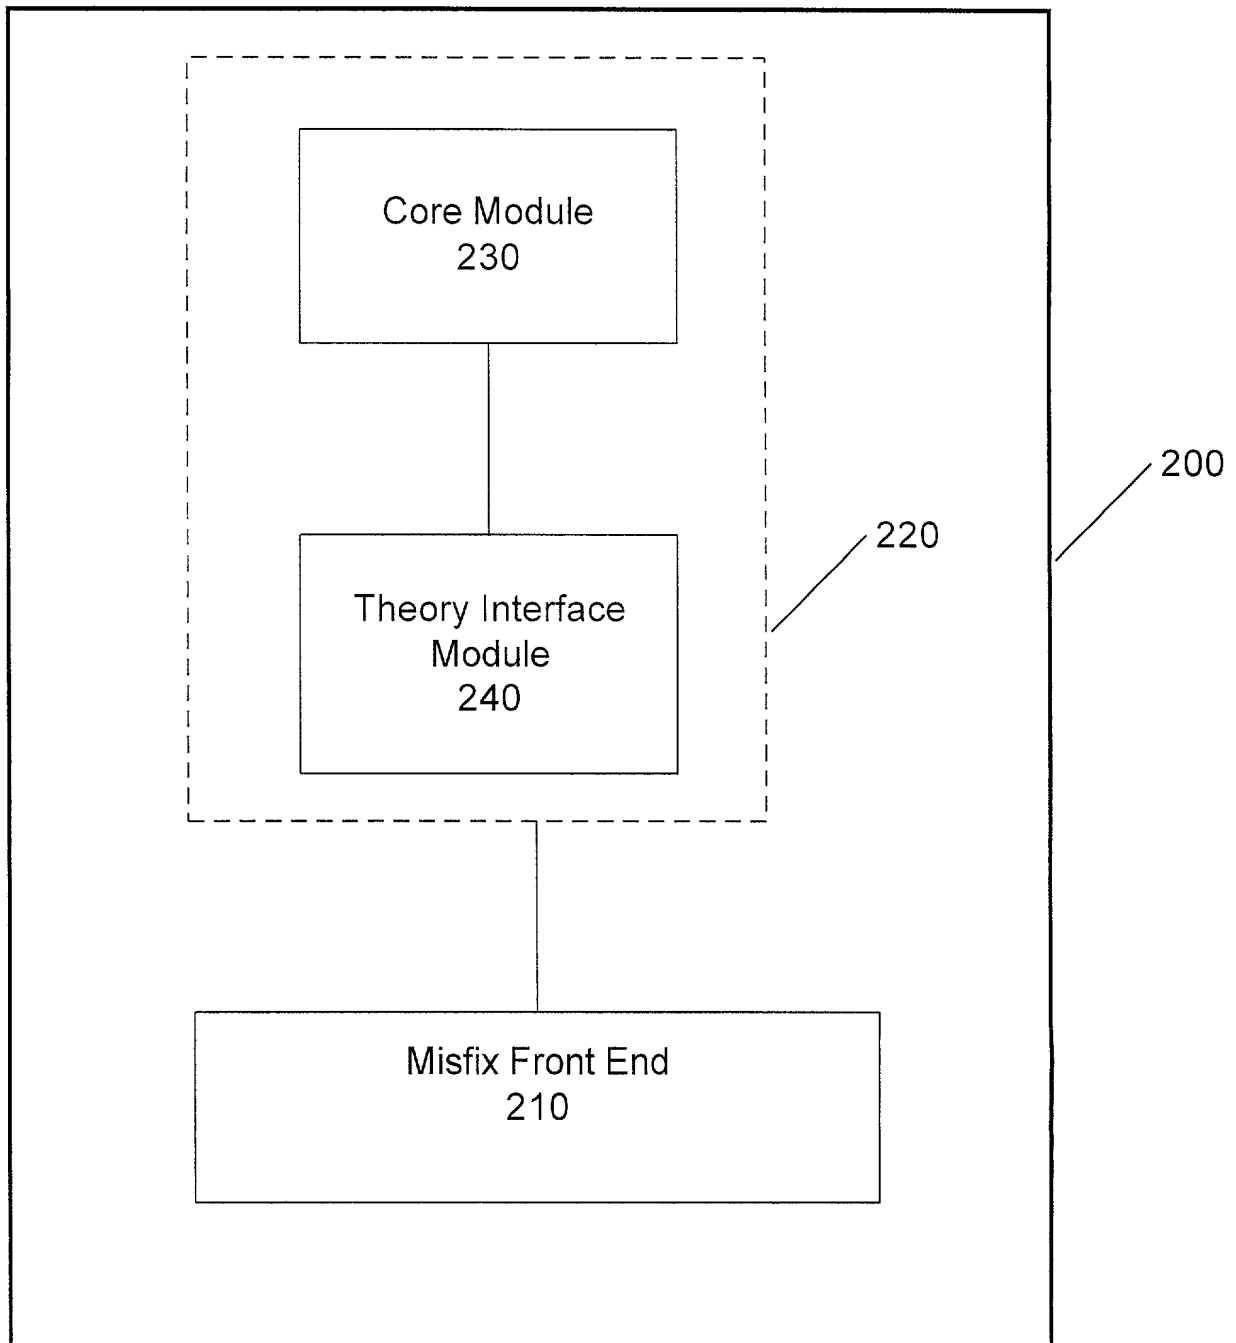 Core Module
230
200
220
Theory Interface
Module
240
Misfix Front End
210